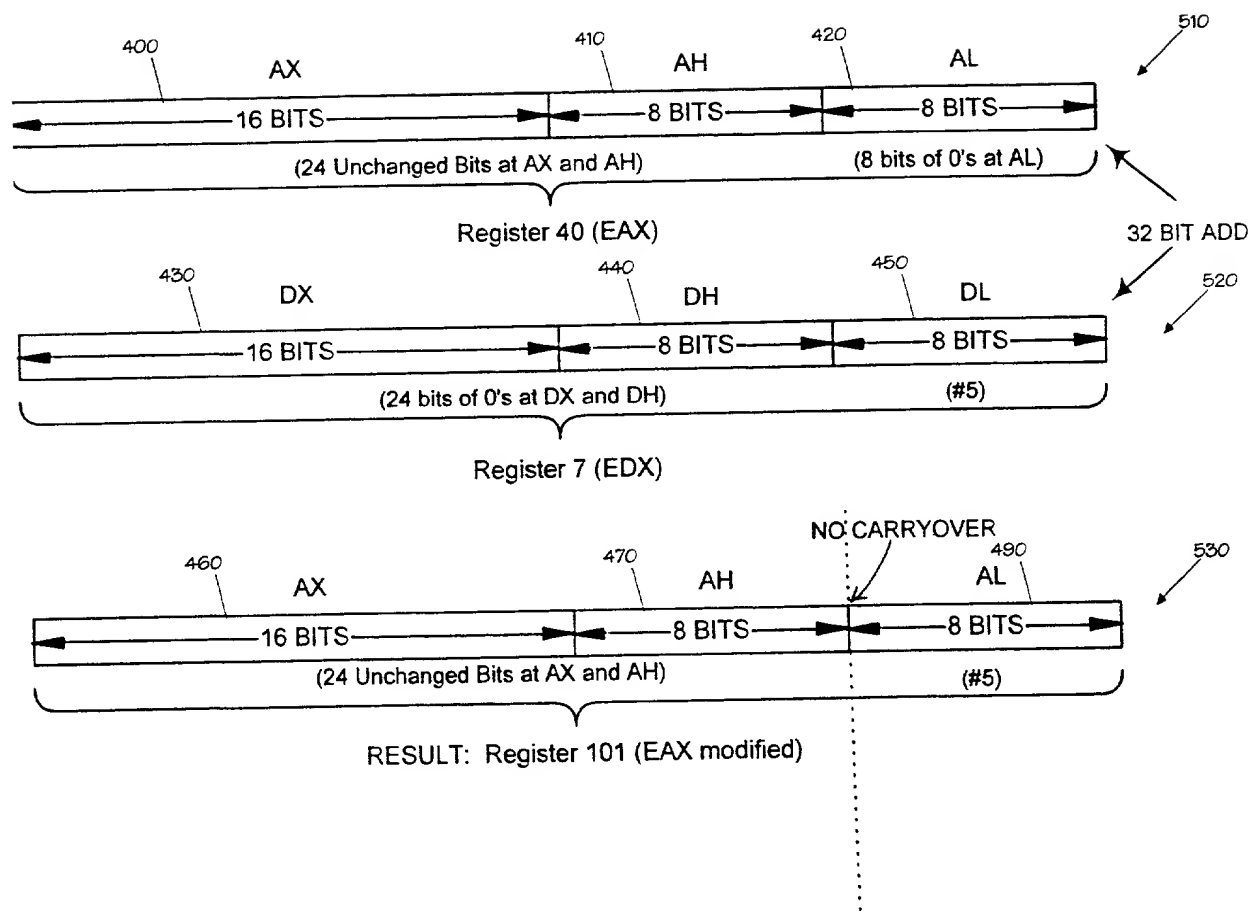 400 410 420 510
AX AH AL
16 BITS 8 BITS 8 BITS
(24 Unchanged Bits at AX and AH) (8 bits of 0's at AL)
Register 40 (EAX)
32 BIT ADD
430 440 450 520
DX DH DL
16 BITS 8 BITS 8 BITS
(24 bits of 0's at DX and DH) (#5)
Register 7 (EDX)
NO CARRYOVER
460 470 490 530
AX AH AL
16 BITS 8 BITS 8 BITS
(24 Unchanged Bits at AX and AH) (#5)
RESULT: Register 101 (EAX modified)